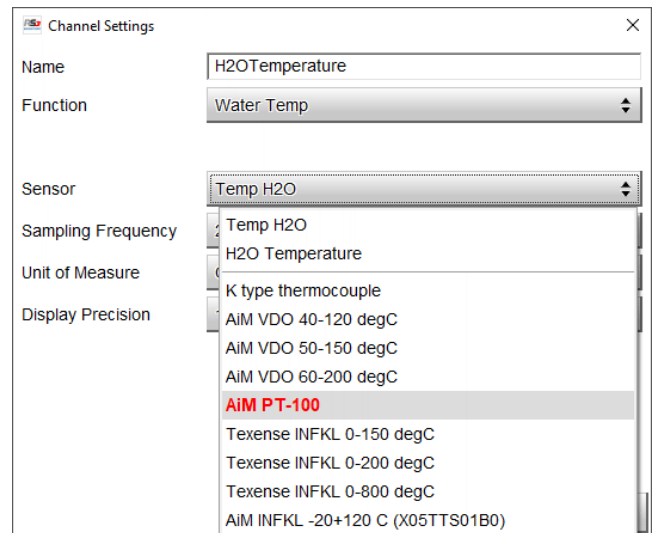 RS3 Channel Settings
Name H2OTemperature
Function Water Temp
Sensor Temp H2O
Sampling Frequency
Unit of Measure
Display Precision
Temp H2O
H2O Temperature
K type thermocouple
AiM VDO 40-120 degC
AiM VDO 50-150 degC
AiM VDO 60-200 degC
AiM PT-100
Texense INFKL 0-150 degC
Texense INFKL 0-200 degC
Texense INFKL 0-800 degC
AiM INFKL -20+120 C (X05TTS01B0)